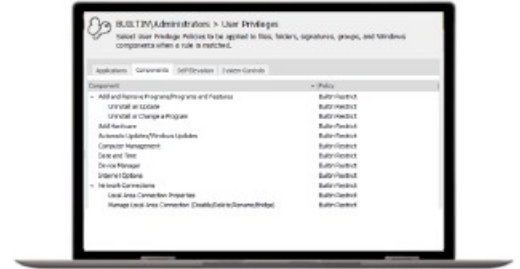 BUILTIN\Administrators > User Privileges
Select User Privilege Policies to be applied to files, folders, signatures, groups, and Windows
components when a rule is matched.
Applications Components Self-Elevation System Controls
Component Policy
Add and Remove Programs/Programs and Features Builtin Restrict
Uninstall an Update Builtin Restrict
Uninstall or Change a Program Builtin Restrict
Add Hardware Builtin Restrict
Automatic Updates/Windows Updates Builtin Restrict
Computer Management Builtin Restrict
Date and Time Builtin Restrict
Device Manager Builtin Restrict
Internet Options Builtin Restrict
Network Connections Builtin Restrict
Local Area Connection Properties Builtin Restrict
Manage Local Area Connection (Disable/Delete/Rename/Bridge) Builtin Restrict